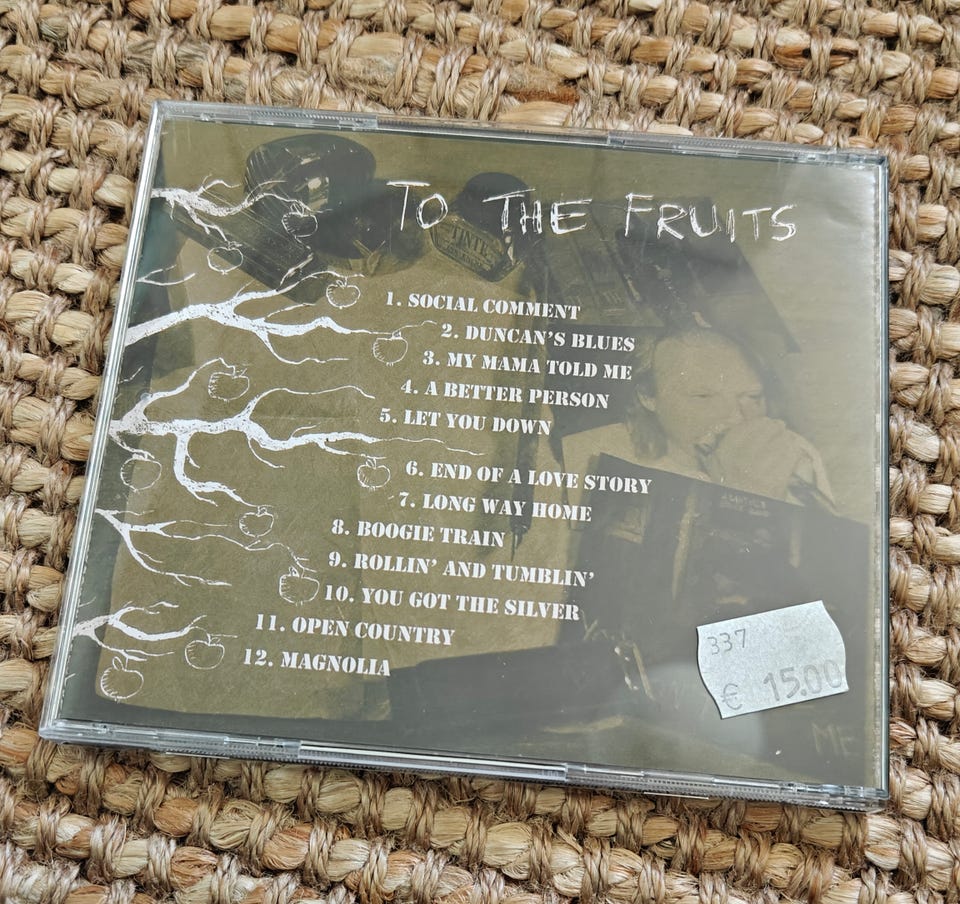 TO THE FRUITS
TINTE
1. SOCIAL COMMENT
2. DUNCAN'S BLUES
3. MY MAMA TOLD ME
4. A BETTER PERSON
5. LET YOU DOWN
6. END OF A LOVE STORY
7. LONG WAY HOME
8. BOOGIE TRAIN
9. ROLLIN' AND TUMBLIN'
10. YOU GOT THE SILVER
11. OPEN COUNTRY
12. MAGNOLIA
337
€ 15.00
ME